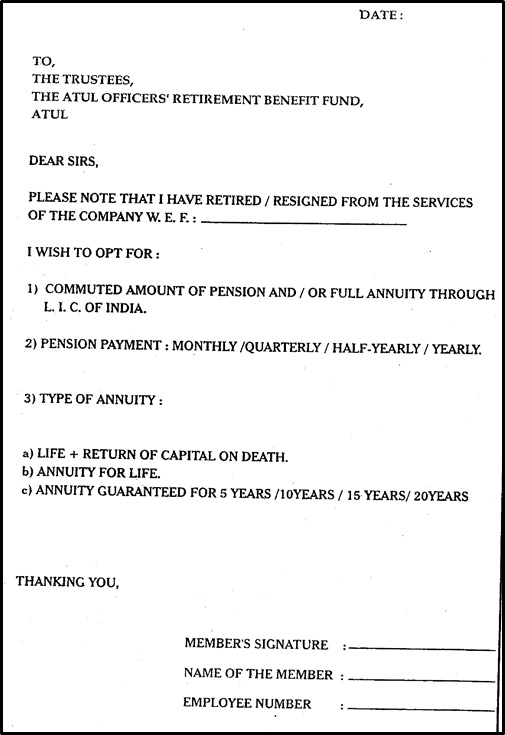 DATE :
TO,
THE TRUSTEES,
THE ATUL OFFICERS' RETIREMENT BENEFIT FUND,
ATUL
DEAR SIRS,
PLEASE NOTE THAT I HAVE RETIRED / RESIGNED FROM THE SERVICES
OF THE COMPANY W. E. F. :
I WISH TO OPT FOR :
1) COMMUTED AMOUNT OF PENSION AND / OR FULL ANNUITY THROUGH
L. I. C. OF INDIA.
2) PENSION PAYMENT : MONTHLY /QUARTERLY / HALF-YEARLY / YEARLY.
3) TYPE OF ANNUITY :
a) LIFE + RETURN OF CAPITAL ON DEATH.
b) ANNUITY FOR LIFE.
c) ANNUITY GUARANTEED FOR 5 YEARS /10YEARS / 15 YEARS/ 20YEARS
THANKING YOU,
MEMBER'S SIGNATURE :
NAME OF THE MEMBER :
EMPLOYEE NUMBER :